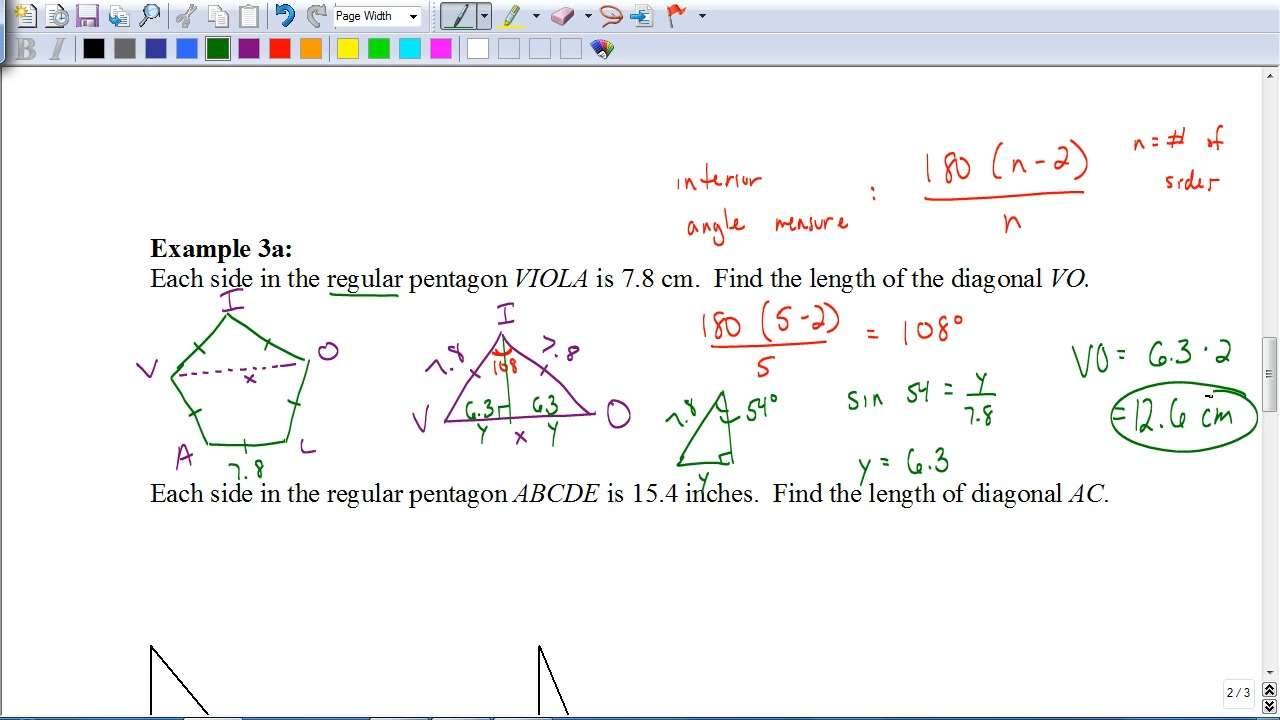 Page Width
B I
n = # of
sides
interior
angle measure : 180 (n-2)
n
Example 3a:
Each side in the regular pentagon VIOLA is 7.8 cm. Find the length of the diagonal VO.
I
V
O
x
A
L
7.8
I
7.8
7.8
108
6.3
6.3
V
O
y
x
y
180 (5-2) = 108°
5
7.8
54°
y
sin 54 = y
7.8
y = 6.3
VO = 6.3 · 2
= 12.6 cm
Each side in the regular pentagon ABCDE is 15.4 inches. Find the length of diagonal AC.
2 / 3